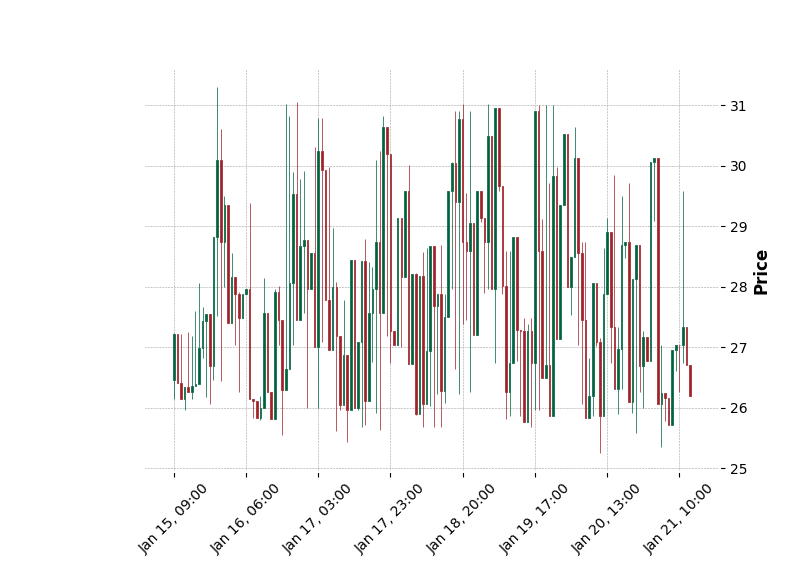 31
30
29
28
27
26
25
Price
Jan 15, 09:00
Jan 16, 06:00
Jan 17, 03:00
Jan 17, 23:00
Jan 18, 20:00
Jan 19, 17:00
Jan 20, 13:00
Jan 21, 10:00